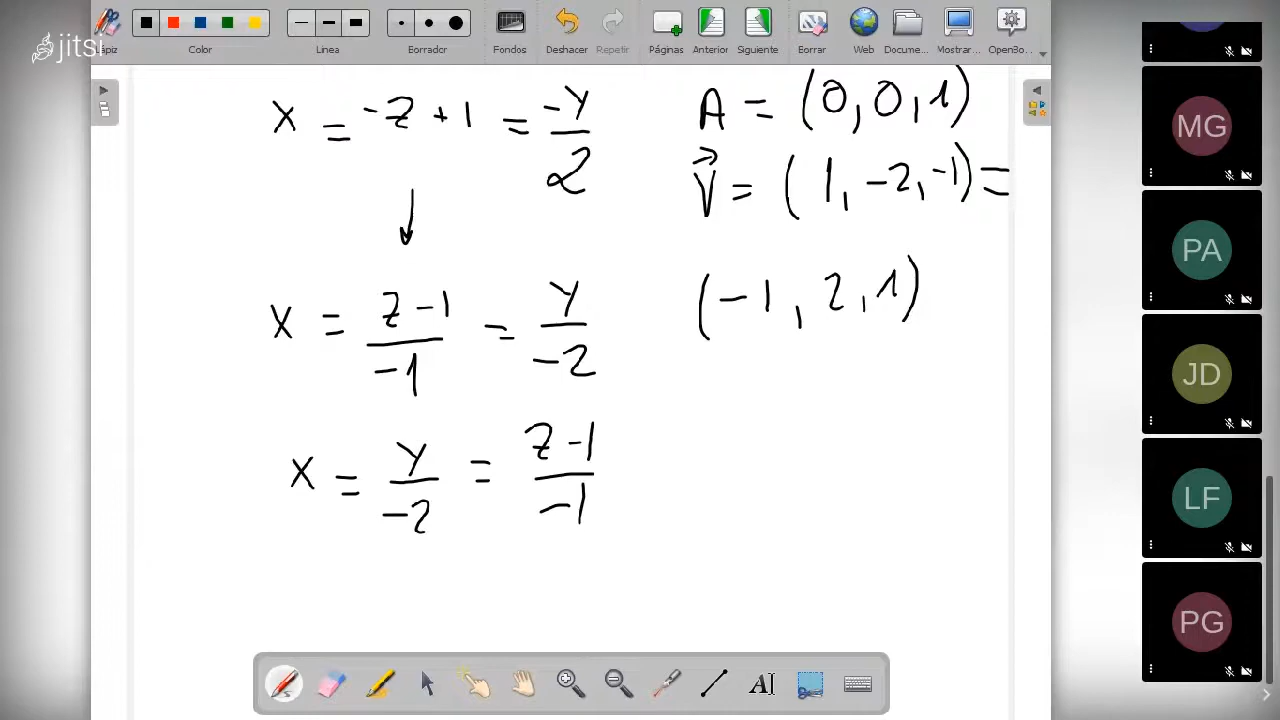 jitsi
Lápiz
Color
Línea
Borrador
Fondos
Deshacer
Repetir
Páginas
Anterior
Siguiente
Borrar
Web
Docume...
Mostrar...
OpenBo...
x = -z + 1 = -y/2
A = (0, 0, 1)
V = (1, -2, -1) =
↓
(-1, 2, 1)
x = z - 1/-1 = y/-2
x = y/-2 = z - 1/-1
AI
MG
PA
JD
LF
PG